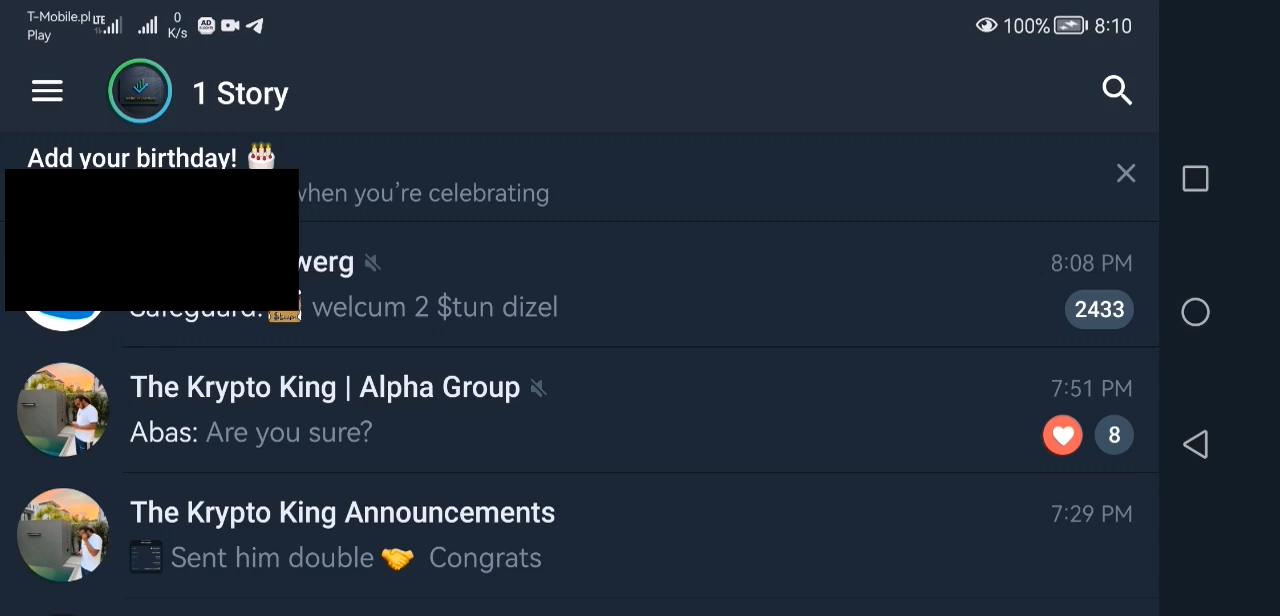 T-Mobile.pl LTE
Play
0
K/s
AD
100% 8:10
1 Story
Add your birthday! 🎂
when you’re celebrating
werg 8:08 PM
Safeguard: welcum 2 $tun dizel 2433
The Krypto King | Alpha Group 7:51 PM
Abas: Are you sure? 8
The Krypto King Announcements 7:29 PM
Sent him double 🤝 Congrats